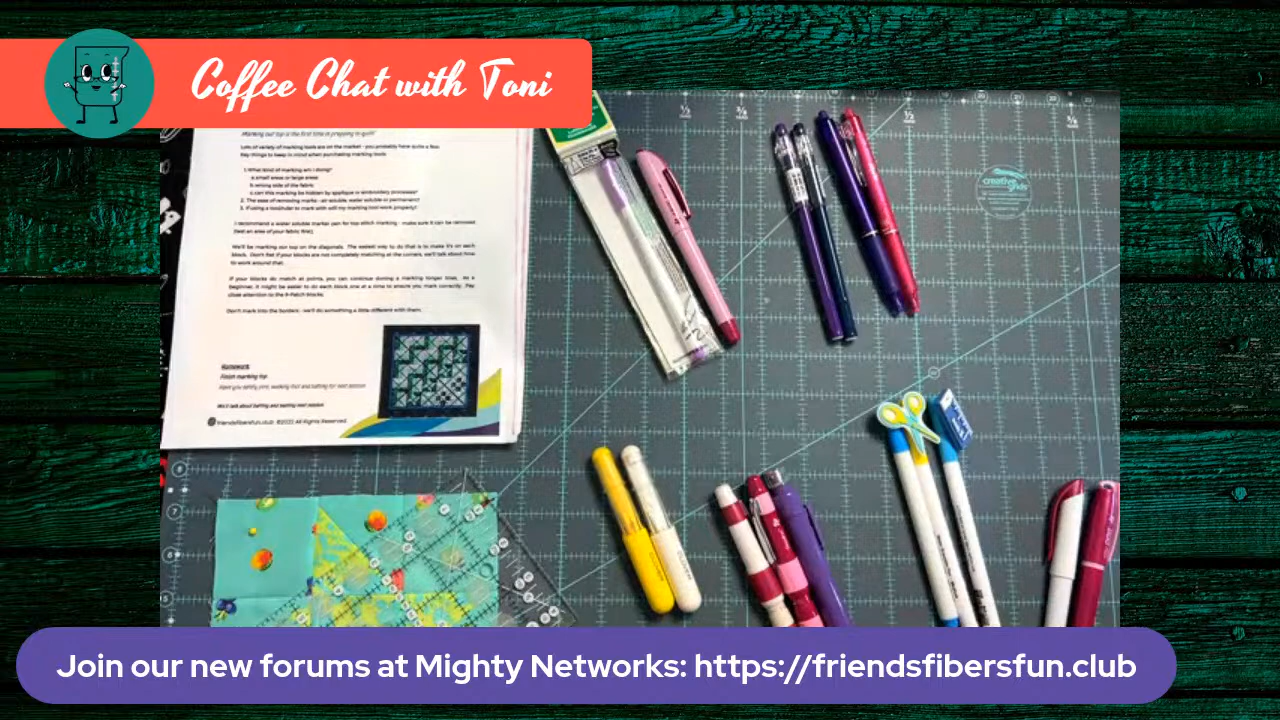 Coffee Chat with Toni
Marking our top is the first time in prepping to quilt!
Lots of variety of marking tools are on the market - you probably have quite a few.
Key things to keep in mind when purchasing marking tools
1. What kind of marking am I doing?
a. small areas or large areas
b. wrong side of the fabric
c. can this marking be hidden by applique or embroidery processes?
2. The ease of removing marks - air soluble, water soluble or permanent?
3. If using a tool/ruler to mark with will my marking tool work properly?
I recommend a water soluble marker pen for top stitch marking - make sure it can be removed
(test an area of your fabric first).
We'll be marking our top on the diagonals. The easiest way to do that is to make it's on each
block. Don't fret if your blocks are not completely matching at the corners, we'll talk about how
to work around that.
If your blocks do match at points, you can continue during a marking longer lines. As a
beginner, it might be easier to do each block one at a time to ensure you mark correctly. Pay
close attention to the 9-Patch blocks.
Don't mark into the borders - we'll do something a little different with them.
Homework
Finish marking top
Have you safety pins, walking foot and batting for next session
We'll talk about batting and basting next session
friendsfibersfun.club ©2022 All Rights Reserved
creative grids
Join our new forums at Mighty Networks: https://friendsfibersfun.club